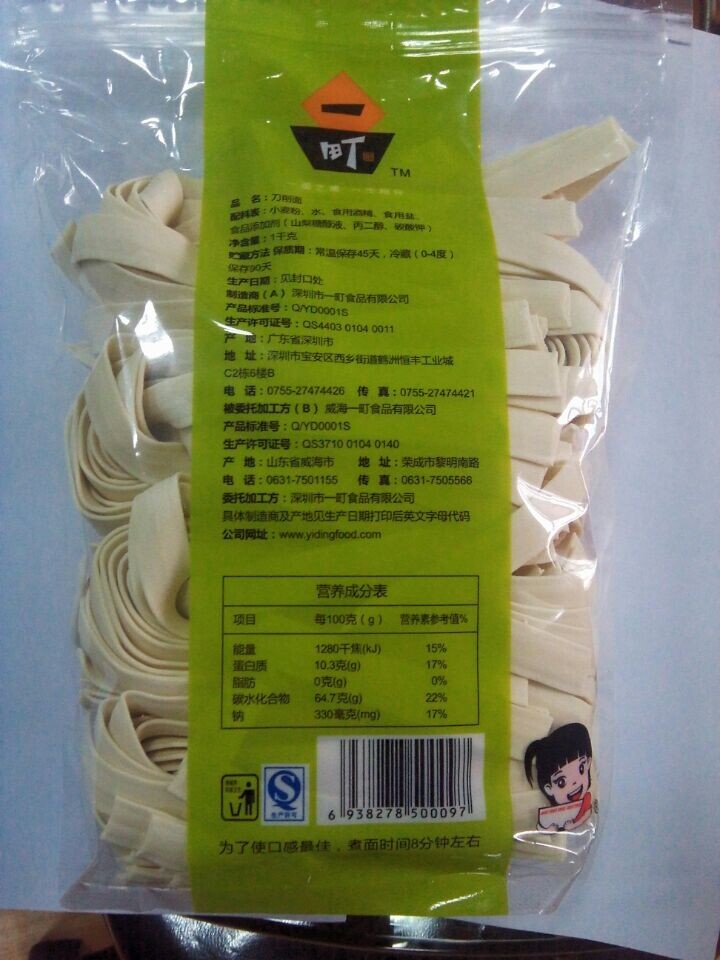 一
町
TM
品 名：刀削面
配料表：小麦粉、水、食用酒精、食用盐、
食品添加剂（山梨糖醇液、丙二醇、碳酸钾）
净含量：1千克
贮藏方法 保质期：常温保存45天，冷藏（0-4度）
保存90天
生产日期：见封口处
制造商（A）深圳市一町食品有限公司
产品标准号：Q/YD0001S
生产许可证号：QS4403 0104 0011
产 地：广东省深圳市
地 址：深圳市宝安区西乡街道鹤洲恒丰工业城
C2栋6楼B
电 话：0755-27474426 传 真：0755-27474421
被委托加工方（B）威海一町食品有限公司
产品标准号：Q/YD0001S
生产许可证号：QS3710 0104 0140
产 地：山东省威海市 地 址：荣成市黎明南路
电 话：0631-7501155 传 真：0631-7505566
委托加工方：深圳市一町食品有限公司
具体制造商及产地见生产日期打印后英文字母代码
公司网址：www.yidingfood.com
营养成分表
项目 每100克（g） 营养素参考值%
能量 1280千焦(kJ) 15%
蛋白质 10.3克(g) 17%
脂肪 0克(g) 0%
碳水化合物 64.7克(g) 22%
钠 330毫克(mg) 17%
生产许可
6 938278 500097
为了使口感最佳，煮面时间8分钟左右